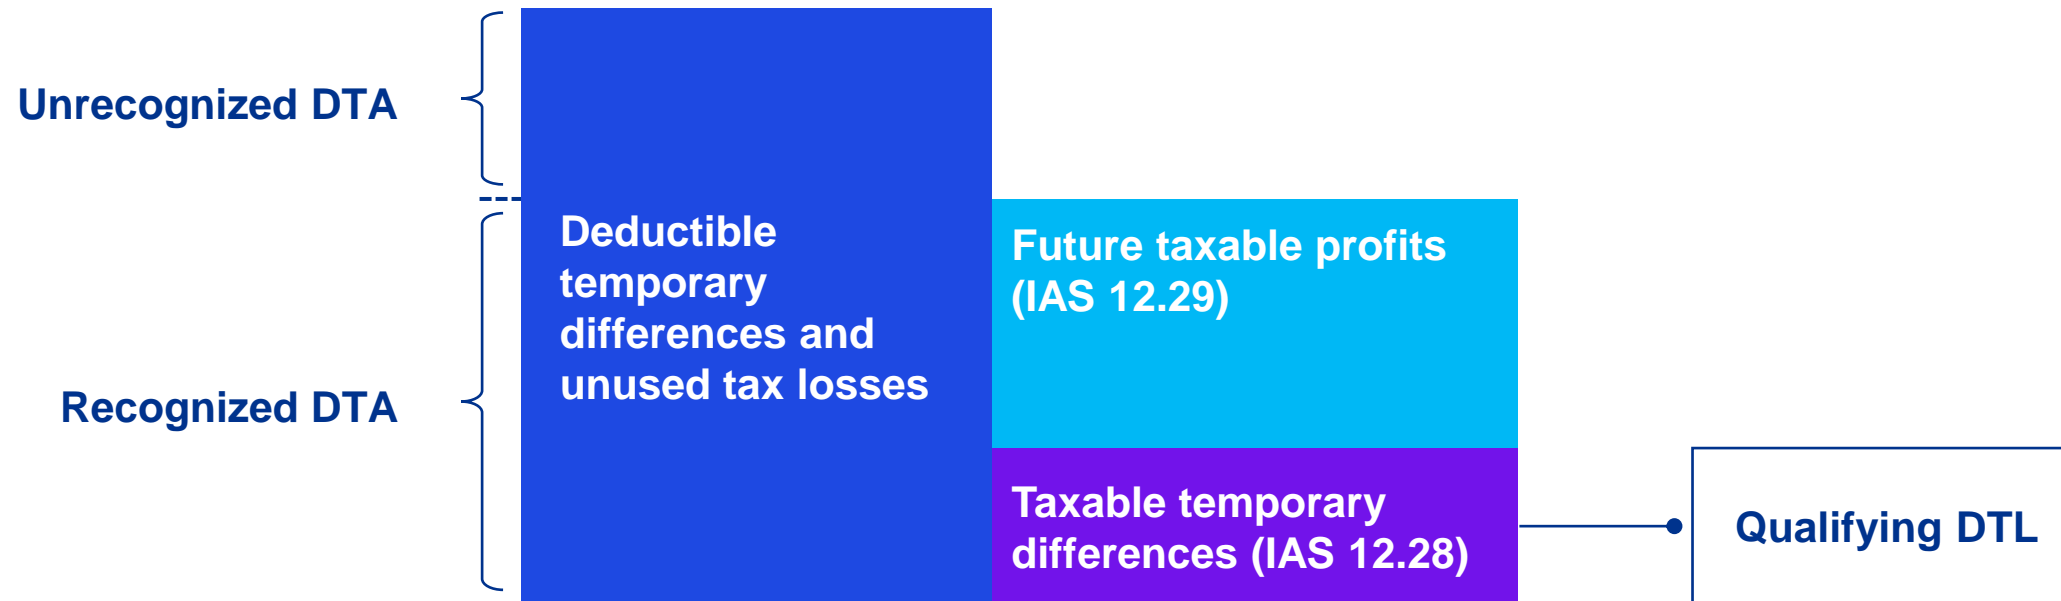 Unrecognized DTA
Recognized DTA
Deductible
temporary
differences and
unused tax losses
Future taxable profits
(IAS 12.29)
Taxable temporary
differences (IAS 12.28)
Qualifying DTL